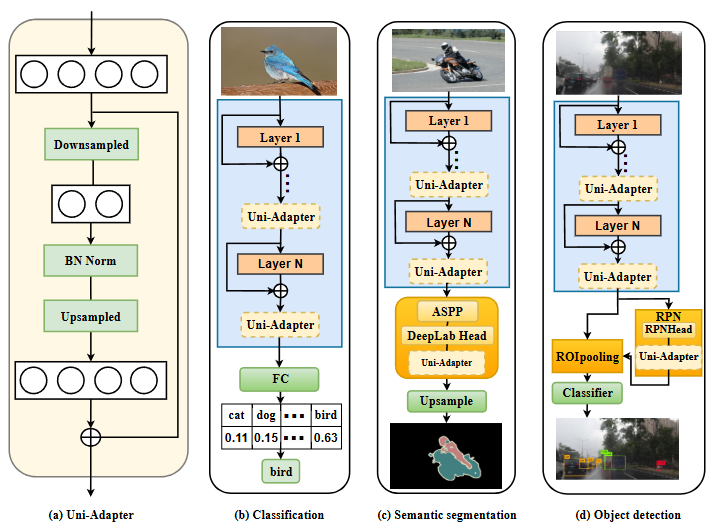 Downsampled
BN Norm
Upsampled
(a) Uni-Adapter
Layer 1
Uni-Adapter
Layer N
Uni-Adapter
FC
cat dog bird
0.11 0.15 0.63
bird
(b) Classification
Layer 1
Uni-Adapter
Layer N
Uni-Adapter
ASPP
DeepLab Head
Uni-Adapter
Upsample
(c) Semantic segmentation
Layer 1
Uni-Adapter
Layer N
Uni-Adapter
RPN
RPNHead
Uni-Adapter
ROIpooling
Classifier
(d) Object detection